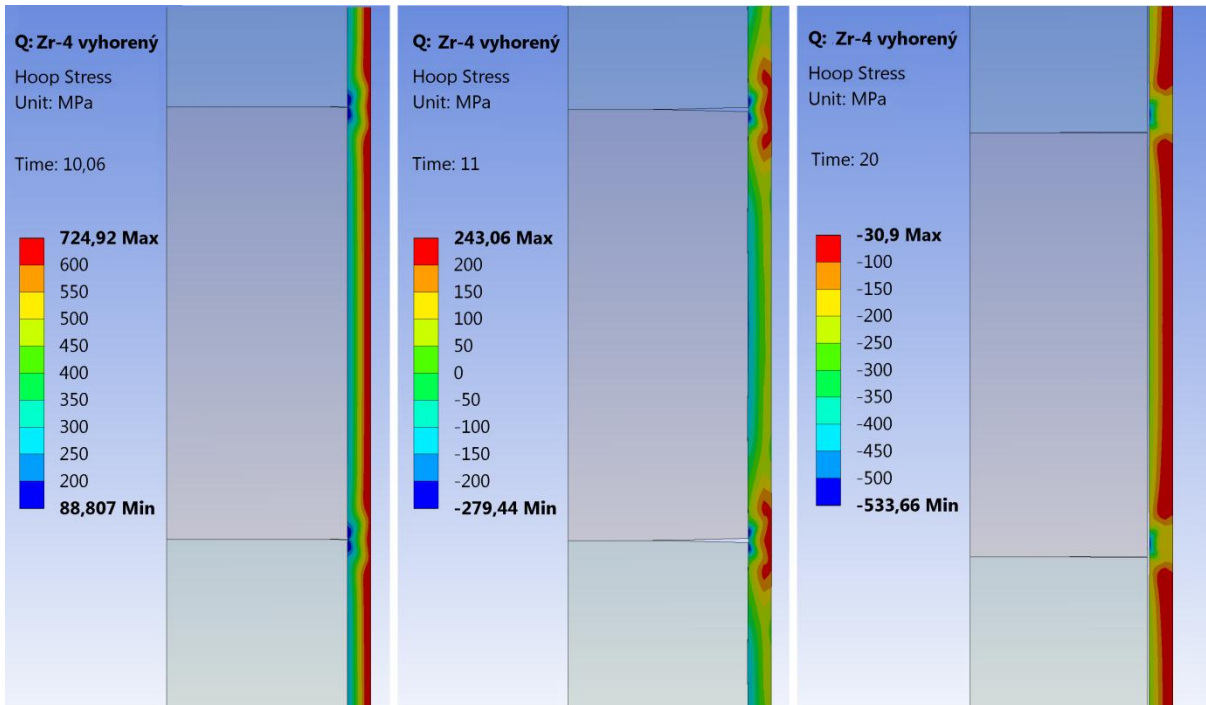 Q: Zr-4 vyhorený
Hoop Stress
Unit: MPa
Time: 10,06
724,92 Max
600
550
500
450
400
350
300
250
200
88,807 Min
Q: Zr-4 vyhorený
Hoop Stress
Unit: MPa
Time: 11
243,06 Max
200
150
100
50
0
-50
-100
-150
-200
-279,44 Min
Q: Zr-4 vyhorený
Hoop Stress
Unit: MPa
Time: 20
-30,9 Max
-100
-150
-200
-250
-300
-350
-400
-450
-500
-533,66 Min